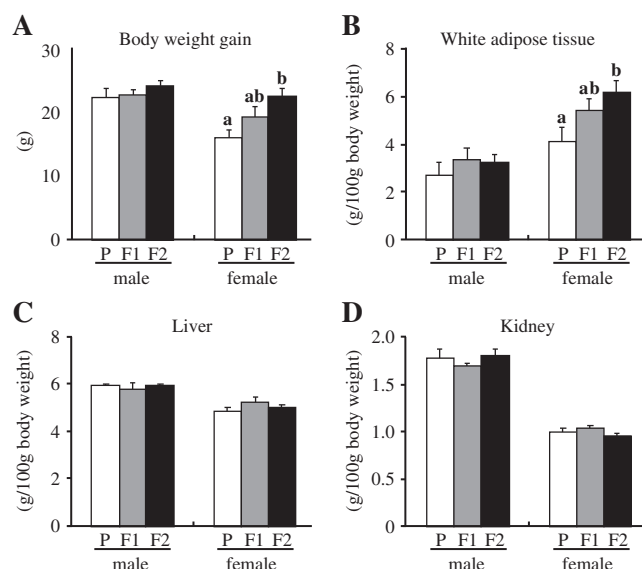 A
Body weight gain
(g)
30
20
10
0
a
ab
b
P F1 F2 P F1 F2
male female
B
White adipose tissue
(g/100g body weight)
8
6
4
2
0
a
ab
b
P F1 F2 P F1 F2
male female
C
Liver
(g/100g body weight)
8
6
4
2
0
P F1 F2 P F1 F2
male female
D
Kidney
(g/100g body weight)
2.0
1.5
1.0
0.5
0
P F1 F2 P F1 F2
male female